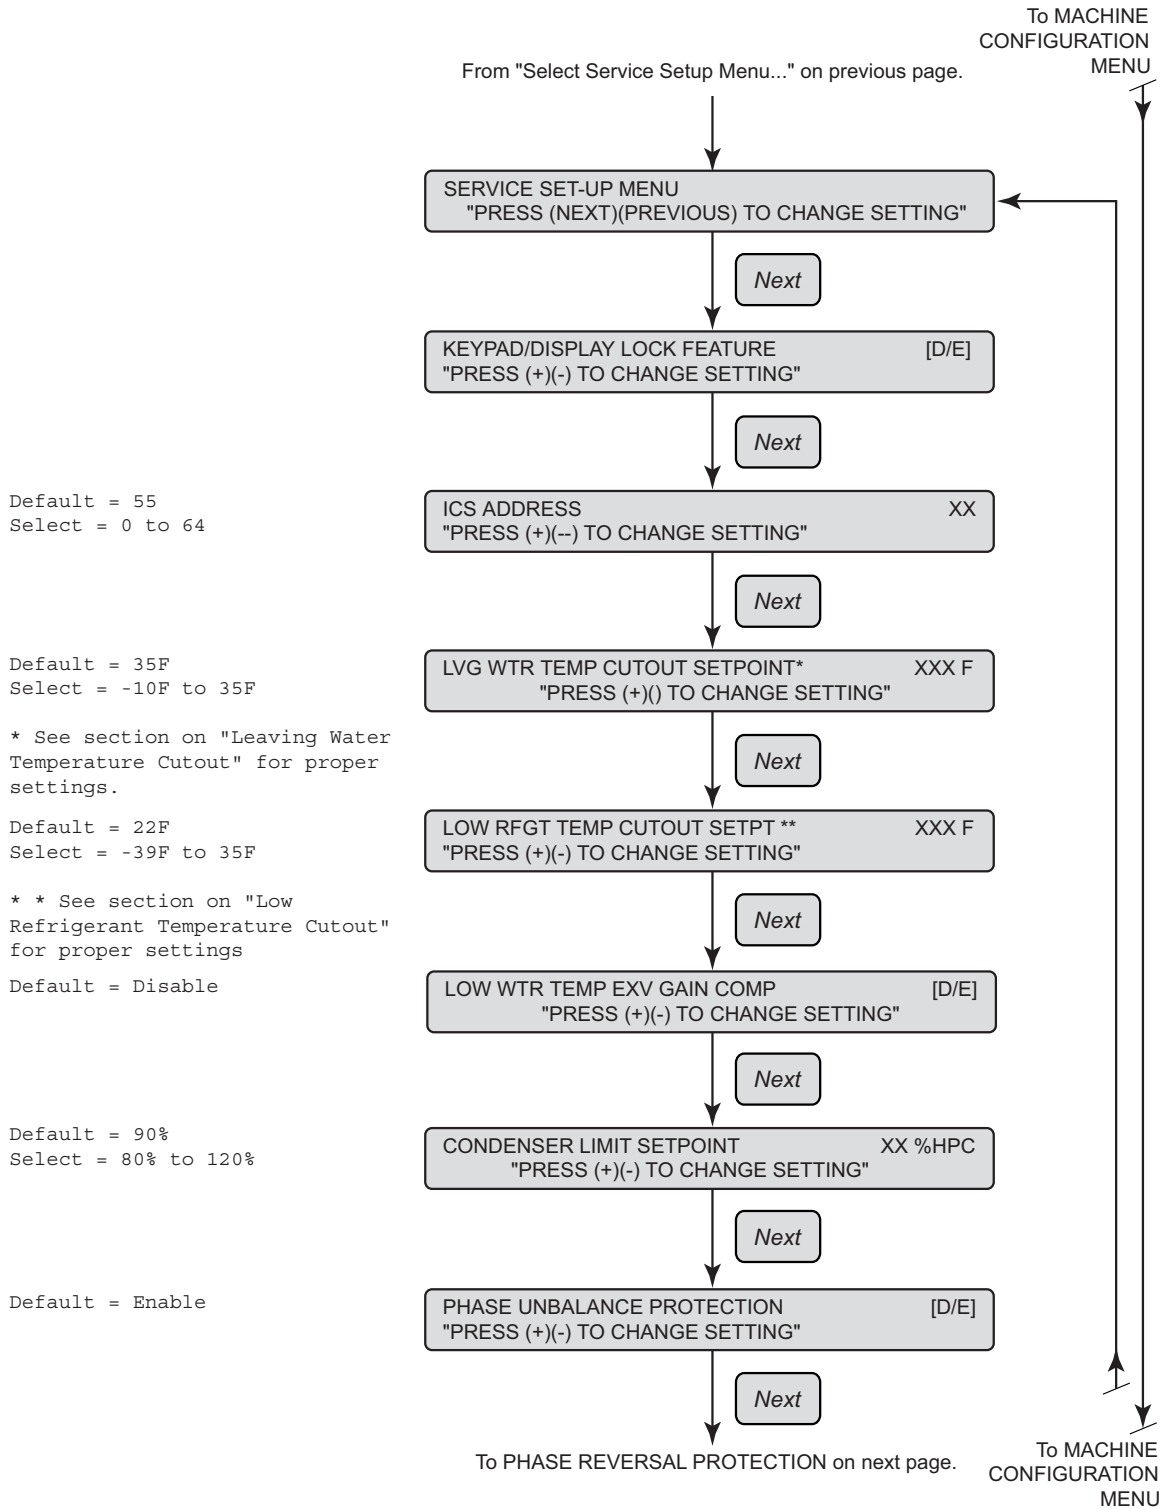 To MACHINE
CONFIGURATION
MENU
From "Select Service Setup Menu..." on previous page.
SERVICE SET-UP MENU
"PRESS (NEXT)(PREVIOUS) TO CHANGE SETTING"
Next
KEYPAD/DISPLAY LOCK FEATURE [D/E]
"PRESS (+)(-) TO CHANGE SETTING"
Next
Default = 55
Select = 0 to 64
ICS ADDRESS XX
"PRESS (+)(--) TO CHANGE SETTING"
Next
Default = 35F
Select = -10F to 35F
* See section on "Leaving Water
Temperature Cutout" for proper
settings.
LVG WTR TEMP CUTOUT SETPOINT* XXX F
"PRESS (+)() TO CHANGE SETTING"
Next
Default = 22F
Select = -39F to 35F
* * See section on "Low
Refrigerant Temperature Cutout"
for proper settings
LOW RFGT TEMP CUTOUT SETPT ** XXX F
"PRESS (+)(-) TO CHANGE SETTING"
Next
Default = Disable
LOW WTR TEMP EXV GAIN COMP [D/E]
"PRESS (+)(-) TO CHANGE SETTING"
Next
Default = 90%
Select = 80% to 120%
CONDENSER LIMIT SETPOINT XX %HPC
"PRESS (+)(-) TO CHANGE SETTING"
Next
Default = Enable
PHASE UNBALANCE PROTECTION [D/E]
"PRESS (+)(-) TO CHANGE SETTING"
Next
To PHASE REVERSAL PROTECTION on next page.
To MACHINE
CONFIGURATION
MENU